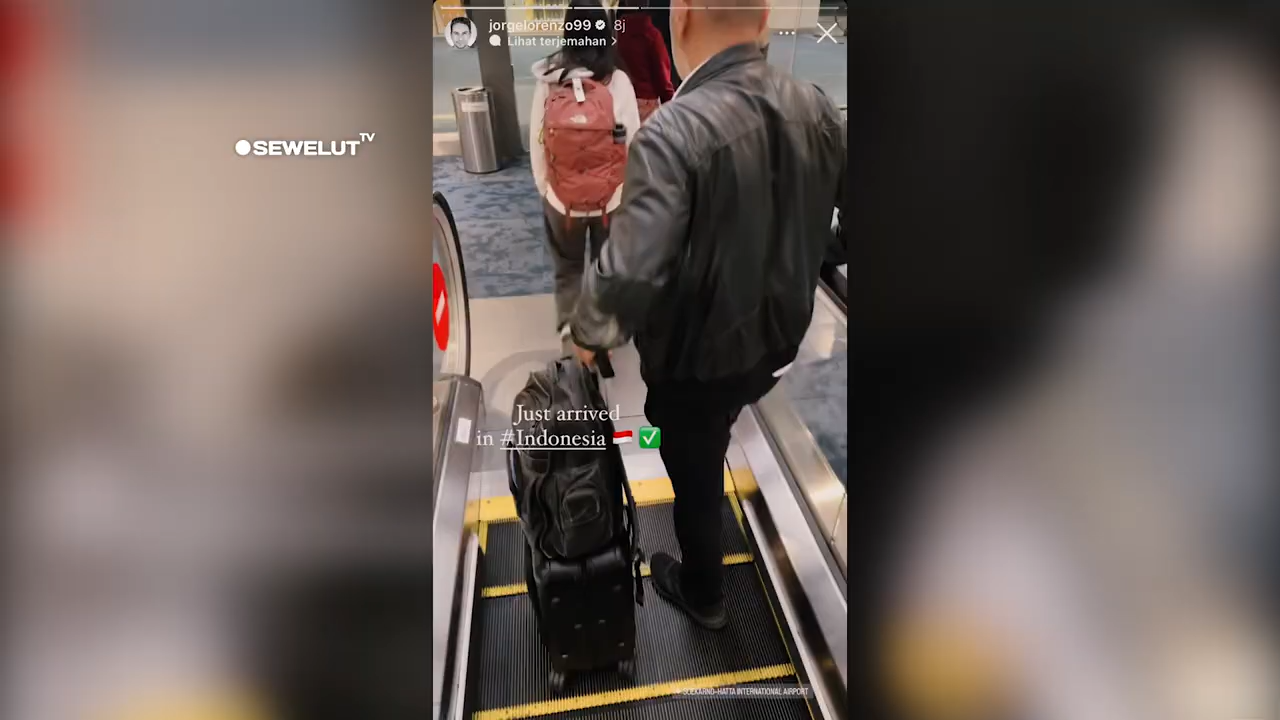 jorgelorenzo99 8j
Lihat terjemahan
SEWELUT TV
Just arrived
in #Indonesia
SOEKARNO-HATTA INTERNATIONAL AIRPORT